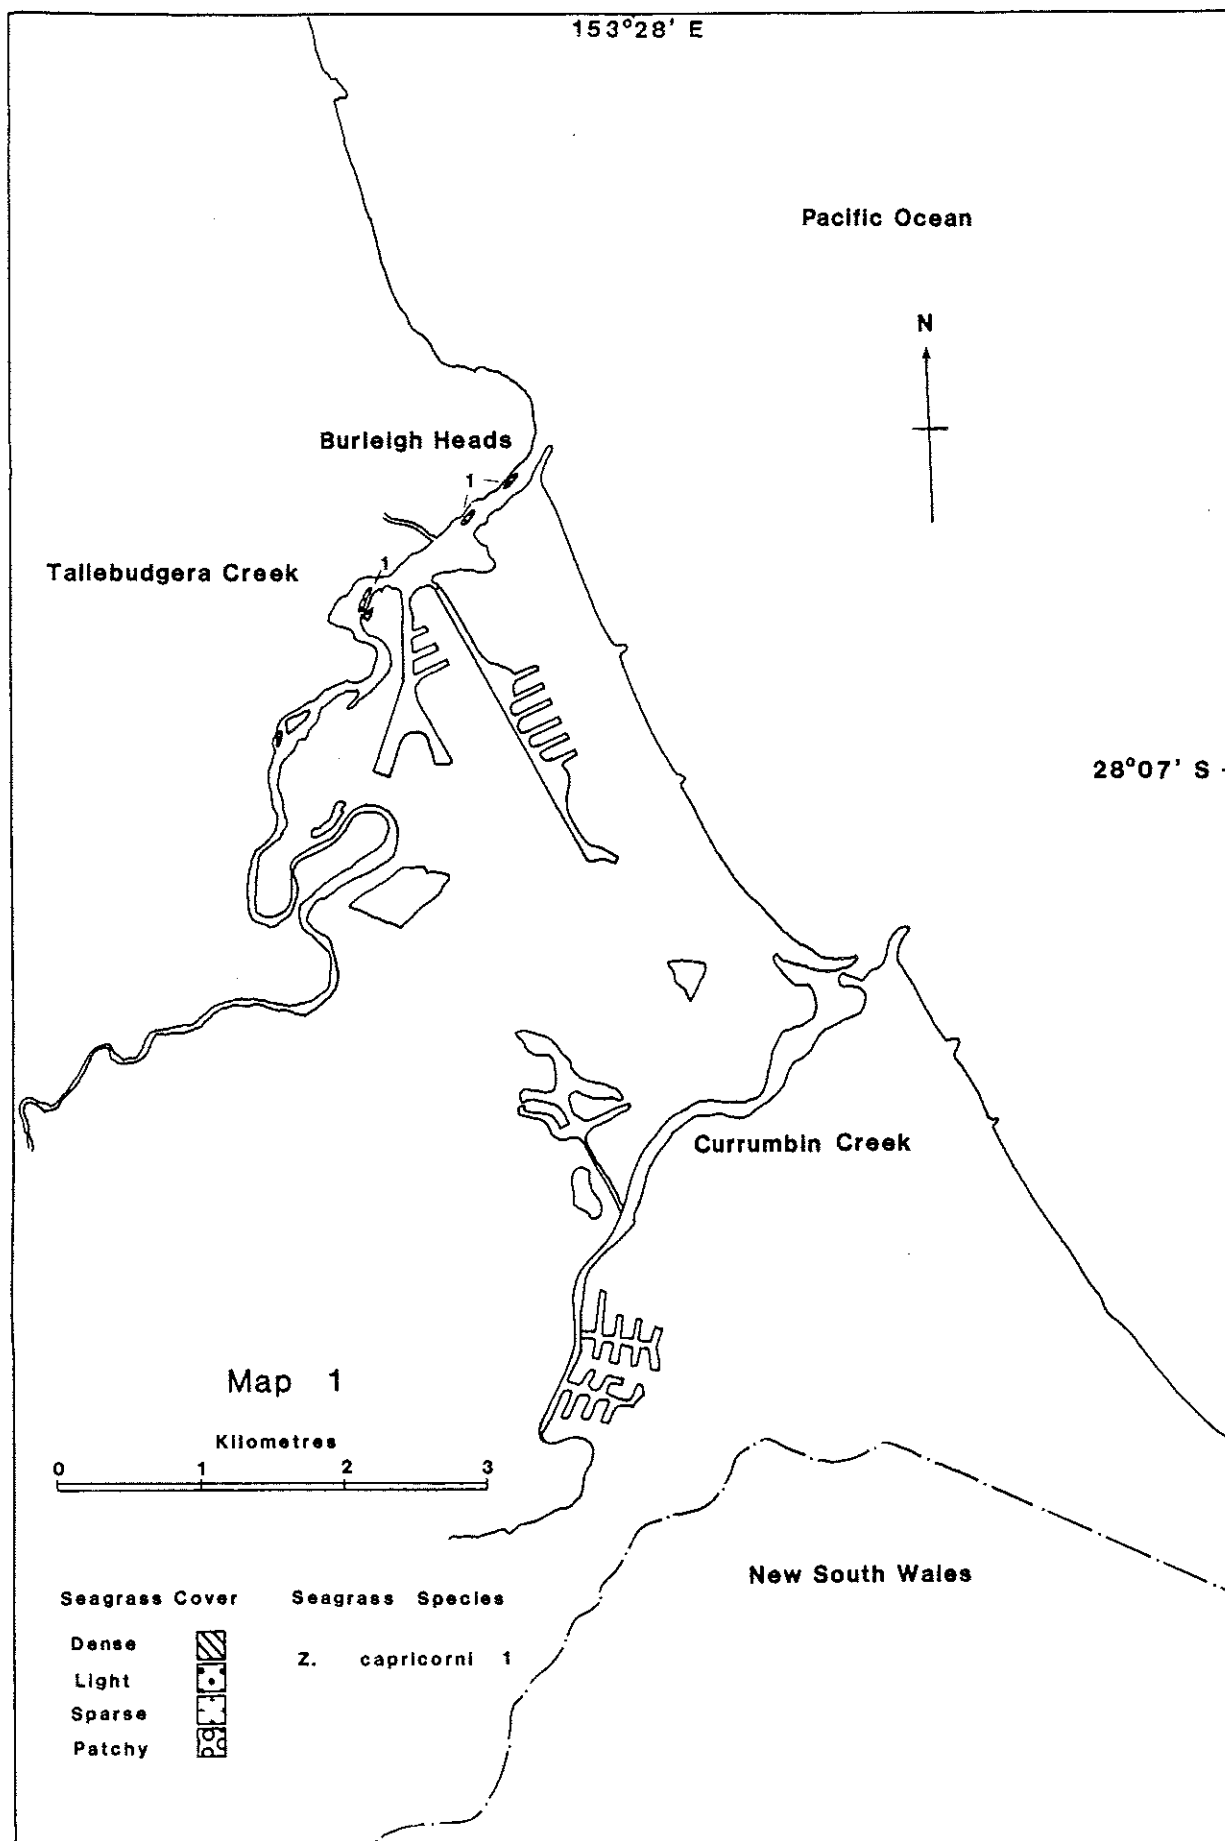 153°28' E
Pacific Ocean
N
Burleigh Heads
1
1
Tallebudgera Creek
28°07' S
Currumbin Creek
Map 1
Kilometres
0 1 2 3
New South Wales
Seagrass Cover
Dense
Light
Sparse
Patchy
Seagrass Species
Z. capricorni 1